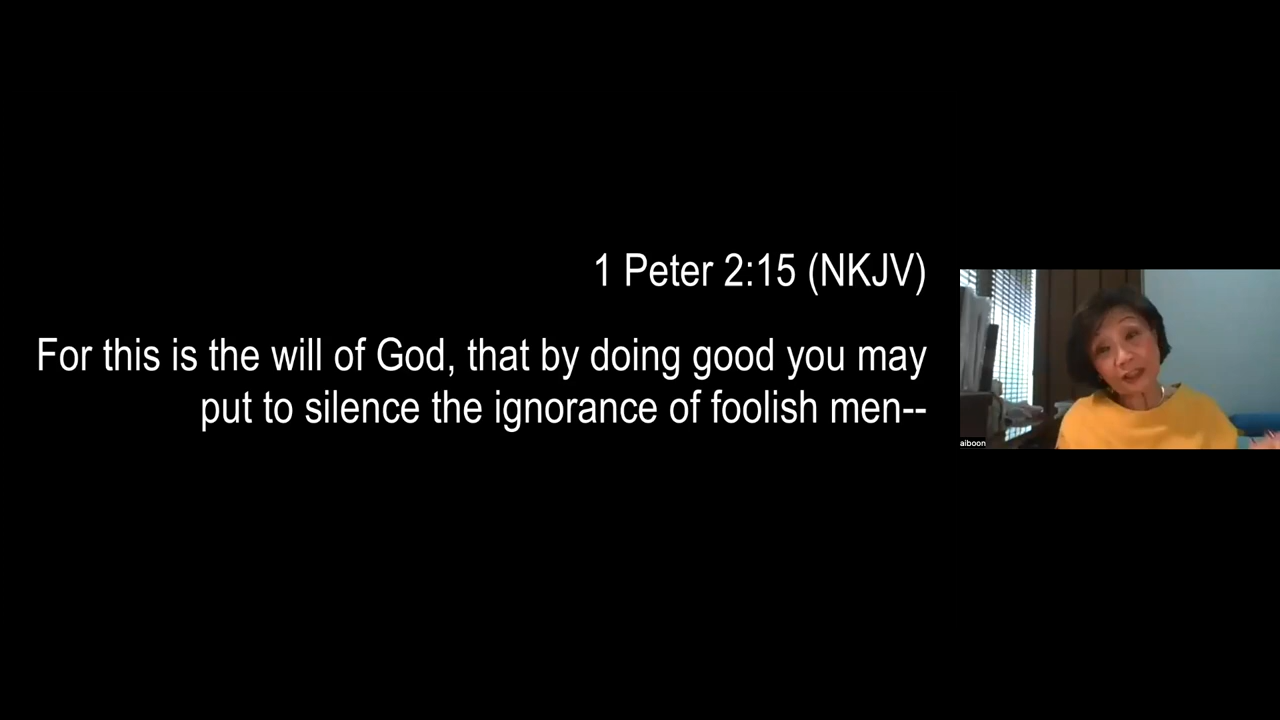 1 Peter 2:15 (NKJV)
For this is the will of God, that by doing good you may
put to silence the ignorance of foolish men--
aiboon